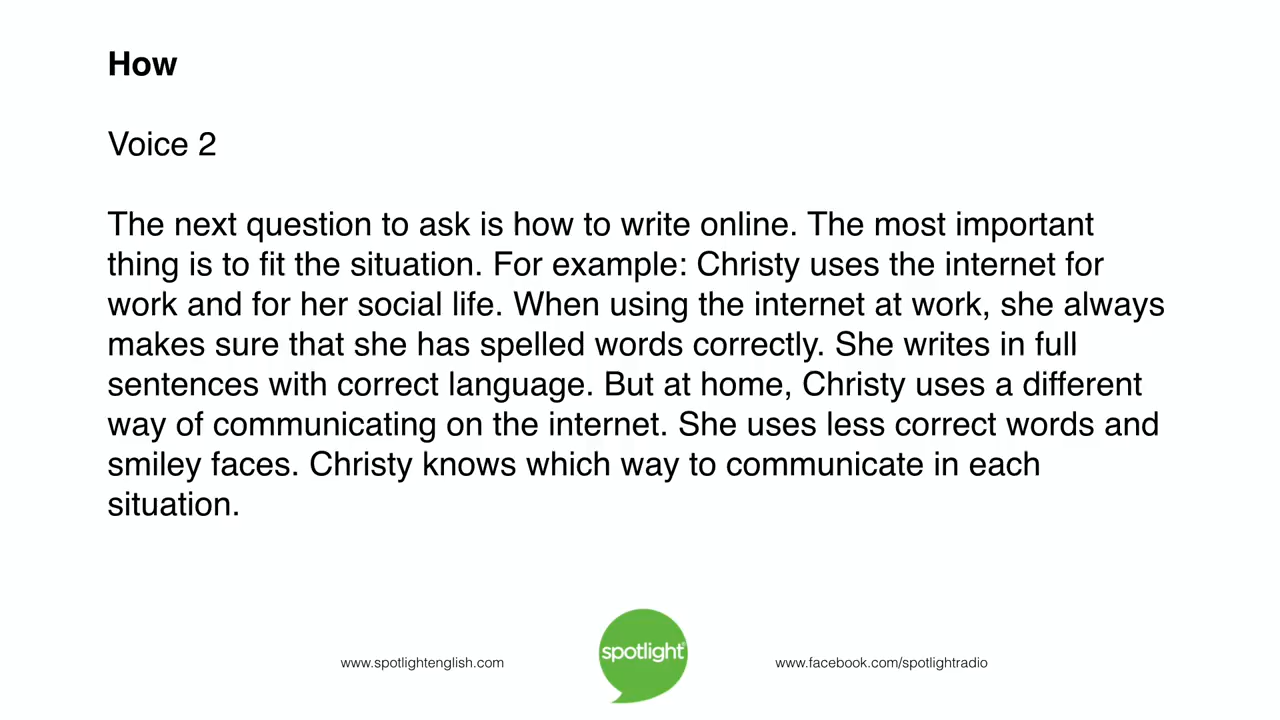 How
Voice 2
The next question to ask is how to write online. The most important
thing is to fit the situation. For example: Christy uses the internet for
work and for her social life. When using the internet at work, she always
makes sure that she has spelled words correctly. She writes in full
sentences with correct language. But at home, Christy uses a different
way of communicating on the internet. She uses less correct words and
smiley faces. Christy knows which way to communicate in each
situation.
www.spotlightenglish.com
spotlight
www.facebook.com/spotlightradio